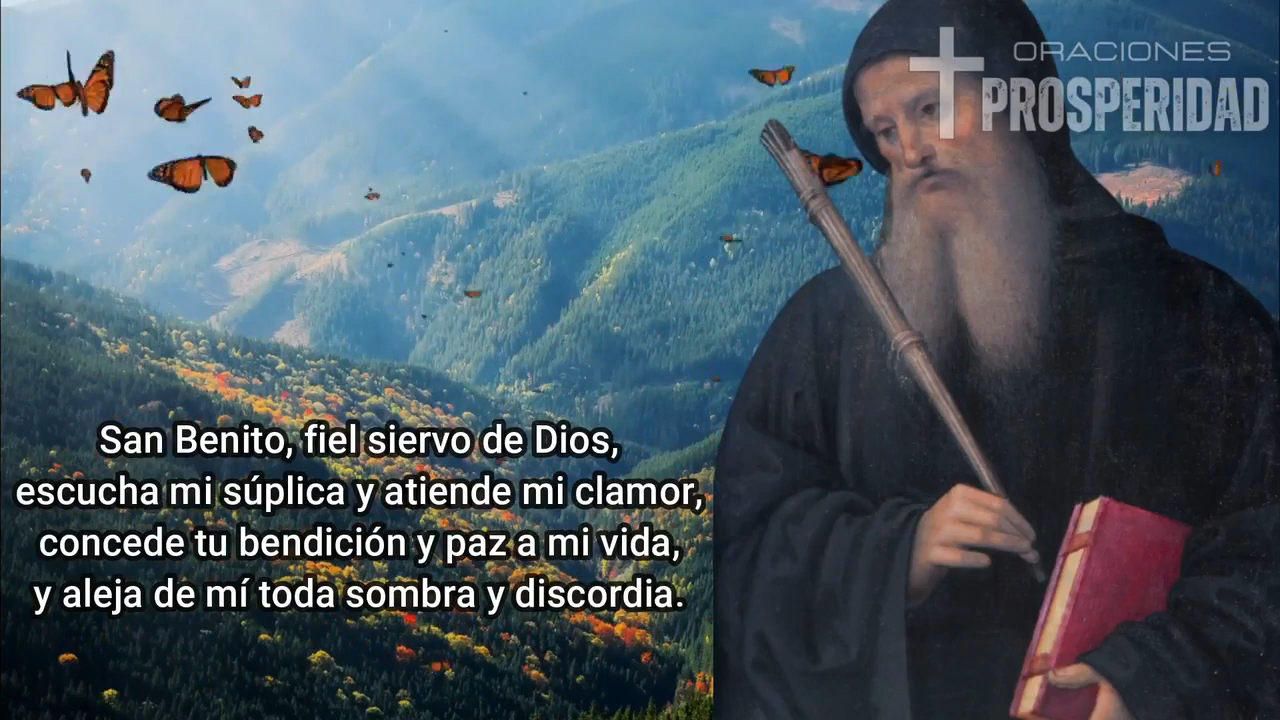 ORACIONES
PROSPERIDAD
San Benito, fiel siervo de Dios,
escucha mi súplica y atiende mi clamor,
concede tu bendición y paz a mi vida,
y aleja de mí toda sombra y discordia.